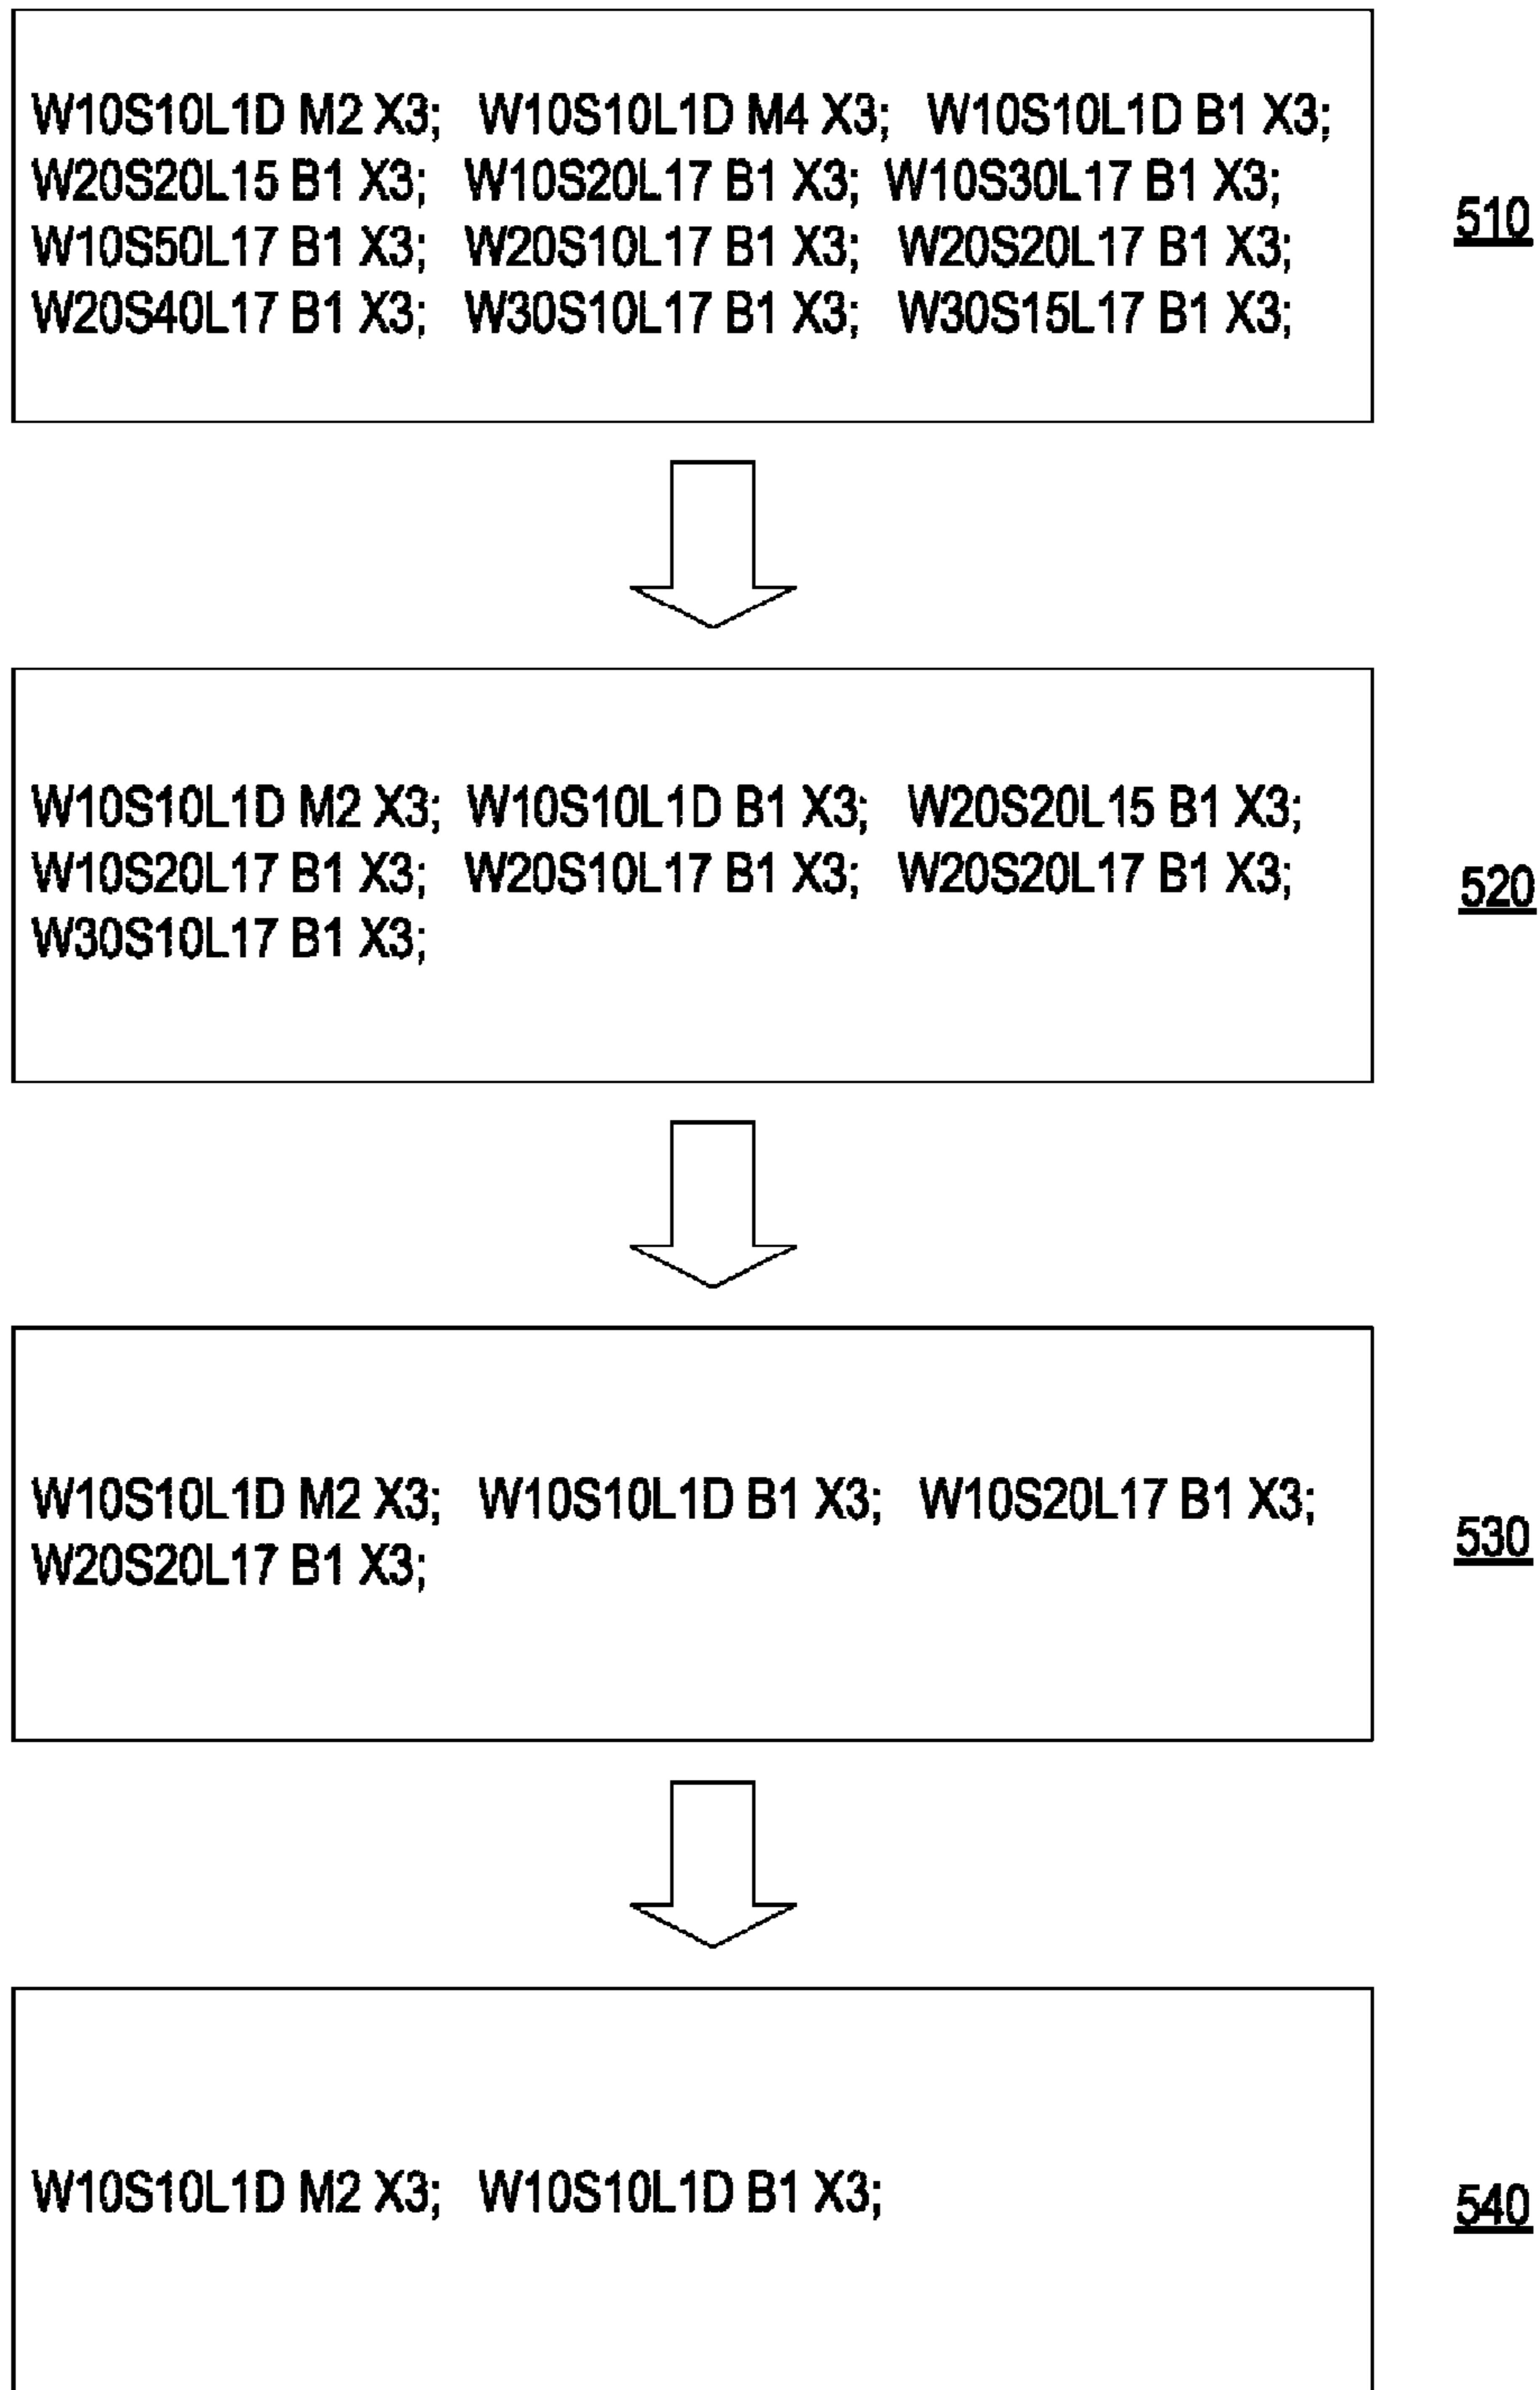 W10S10L1D M2 X3; W10S10L1D M4 X3; W10S10L1D B1 X3;
W20S20L15 B1 X3; W10S20L17 B1 X3; W10S30L17 B1 X3;
W10S50L17 B1 X3; W20S10L17 B1 X3; W20S20L17 B1 X3;
W20S40L17 B1 X3; W30S10L17 B1 X3; W30S15L17 B1 X3;
510
W10S10L1D M2 X3; W10S10L1D B1 X3; W20S20L15 B1 X3;
W10S20L17 B1 X3; W20S10L17 B1 X3; W20S20L17 B1 X3;
W30S10L17 B1 X3;
520
W10S10L1D M2 X3; W10S10L1D B1 X3; W10S20L17 B1 X3;
W20S20L17 B1 X3;
530
W10S10L1D M2 X3; W10S10L1D B1 X3;
540